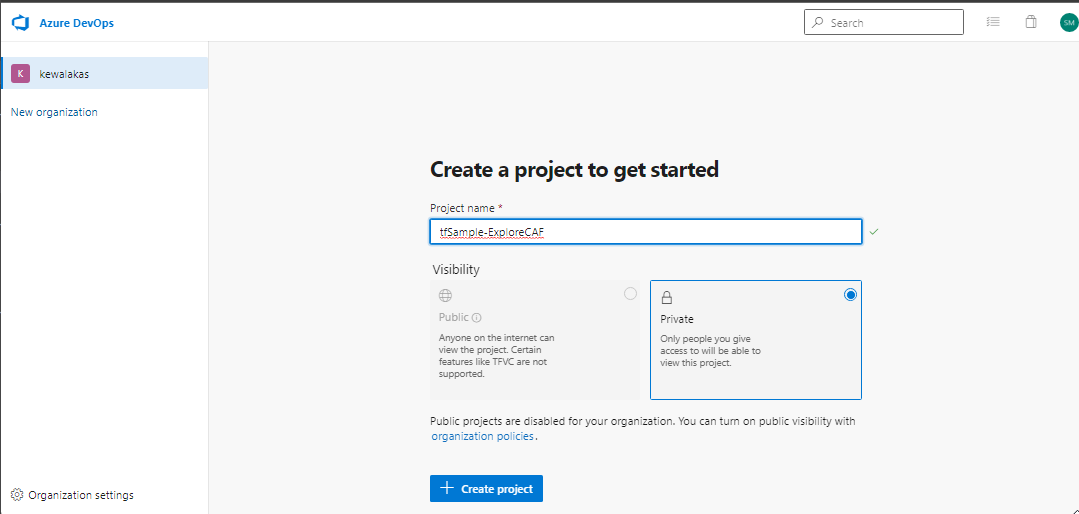 Azure DevOps
Search
SM
K
kewalakas
New organization
Create a project to get started
Project name *
tfSample-ExploreCAF
Visibility
Public
Anyone on the internet can
view the project. Certain
features like TFVC are not
supported.
Private
Only people you give
access to will be able to
view this project.
Public projects are disabled for your organization. You can turn on public visibility with
organization policies.
Create project
Organization settings